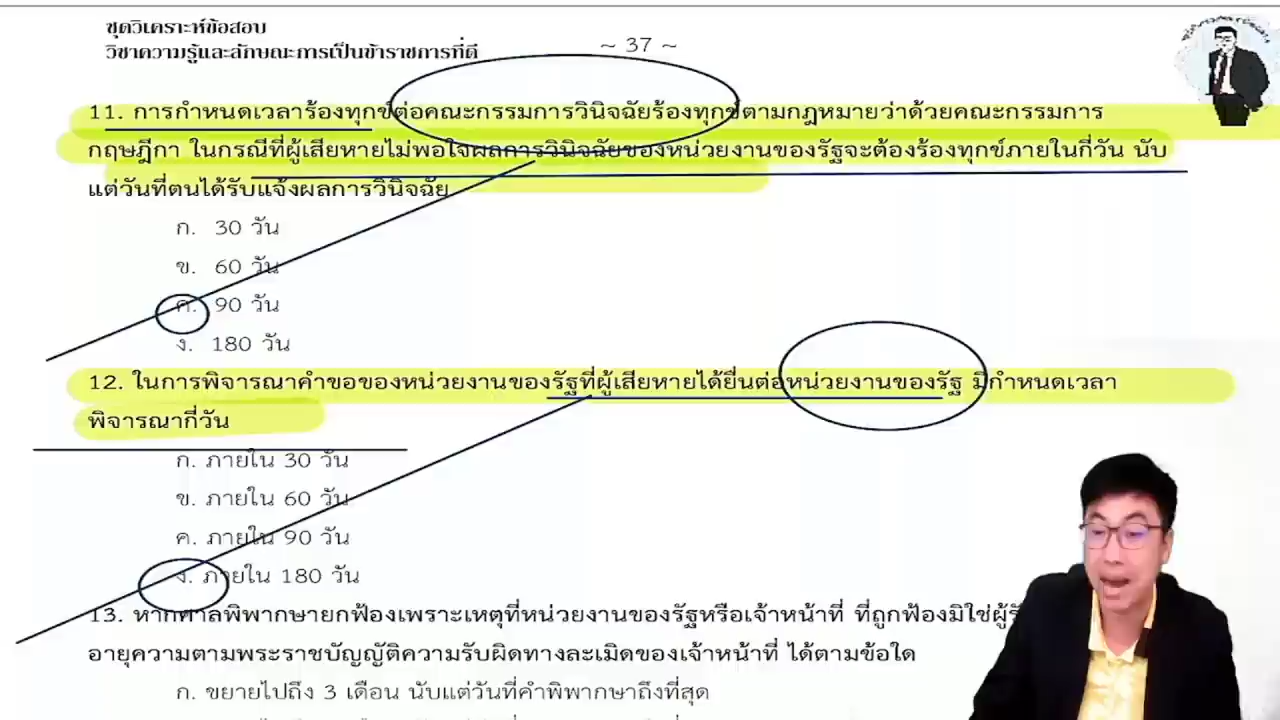 ชุดวิเคราะห์ข้อสอบ
วิชาความรู้และลักษณะการเป็นข้าราชการที่ดี
~ 37 ~
11. การกำหนดเวลาร้องทุกข์ต่อคณะกรรมการวินิจฉัยร้องทุกข์ตามกฎหมายว่าด้วยคณะกรรมการ
กฤษฎีกา ในกรณีที่ผู้เสียหายไม่พอใจผลการวินิจฉัยของหน่วยงานของรัฐจะต้องร้องทุกข์ภายในกี่วัน นับ
แต่วันที่ตนได้รับแจ้งผลการวินิจฉัย
ก. 30 วัน
ข. 60 วัน
ค. 90 วัน
ง. 180 วัน
12. ในการพิจารณาคำขอของหน่วยงานของรัฐที่ผู้เสียหายได้ยื่นต่อหน่วยงานของรัฐ มีกำหนดเวลา
พิจารณากี่วัน
ก. ภายใน 30 วัน
ข. ภายใน 60 วัน
ค. ภายใน 90 วัน
ง. ภายใน 180 วัน
13. หากศาลพิพากษายกฟ้องเพราะเหตุที่หน่วยงานของรัฐหรือเจ้าหน้าที่ ที่ถูกฟ้องมิใช่
อายุความตามพระราชบัญญัติความรับผิดทางละเมิดของเจ้าหน้าที่ ได้ตามข้อใด
ก. ขยายไปถึง 3 เดือน นับแต่วันที่คำพิพากษาถึงที่สุด